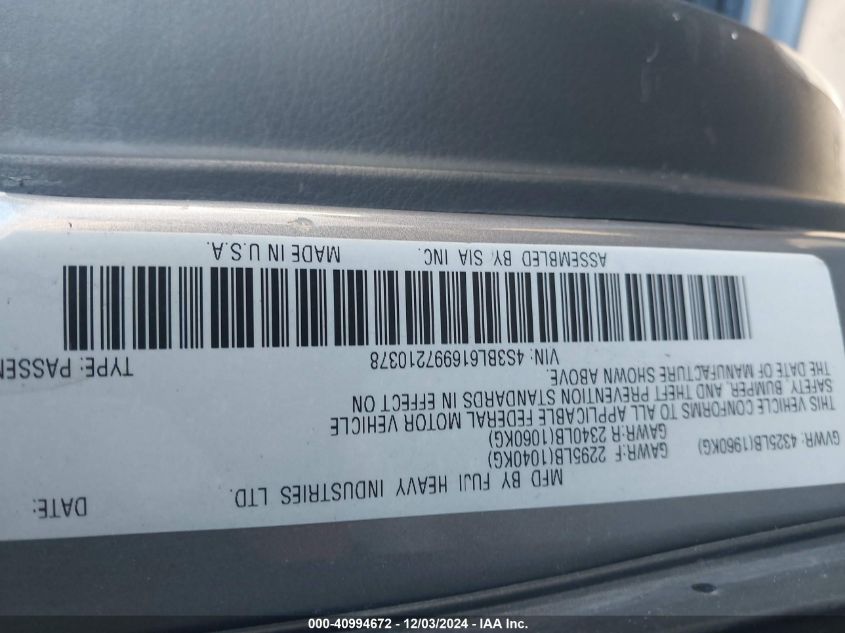 MFD BY FUJI HEAVY INDUSTRIES LTD. DATE:
GVWR: 4325LB(1960KG) GAWR:F 2295LB(1040KG)
GAWR:R 2340LB(1060KG)
THIS VEHICLE CONFORMS TO ALL APPLICABLE FEDERAL MOTOR VEHICLE
SAFETY, BUMPER, AND THEFT PREVENTION STANDARDS IN EFFECT ON
THE DATE OF MANUFACTURE SHOWN ABOVE.
VIN: 4S3BL616997210378 TYPE: PASSEN
ASSEMBLED BY SIA INC. MADE IN U.S.A.
000-40994672 - 12/03/2024 - IAA Inc.